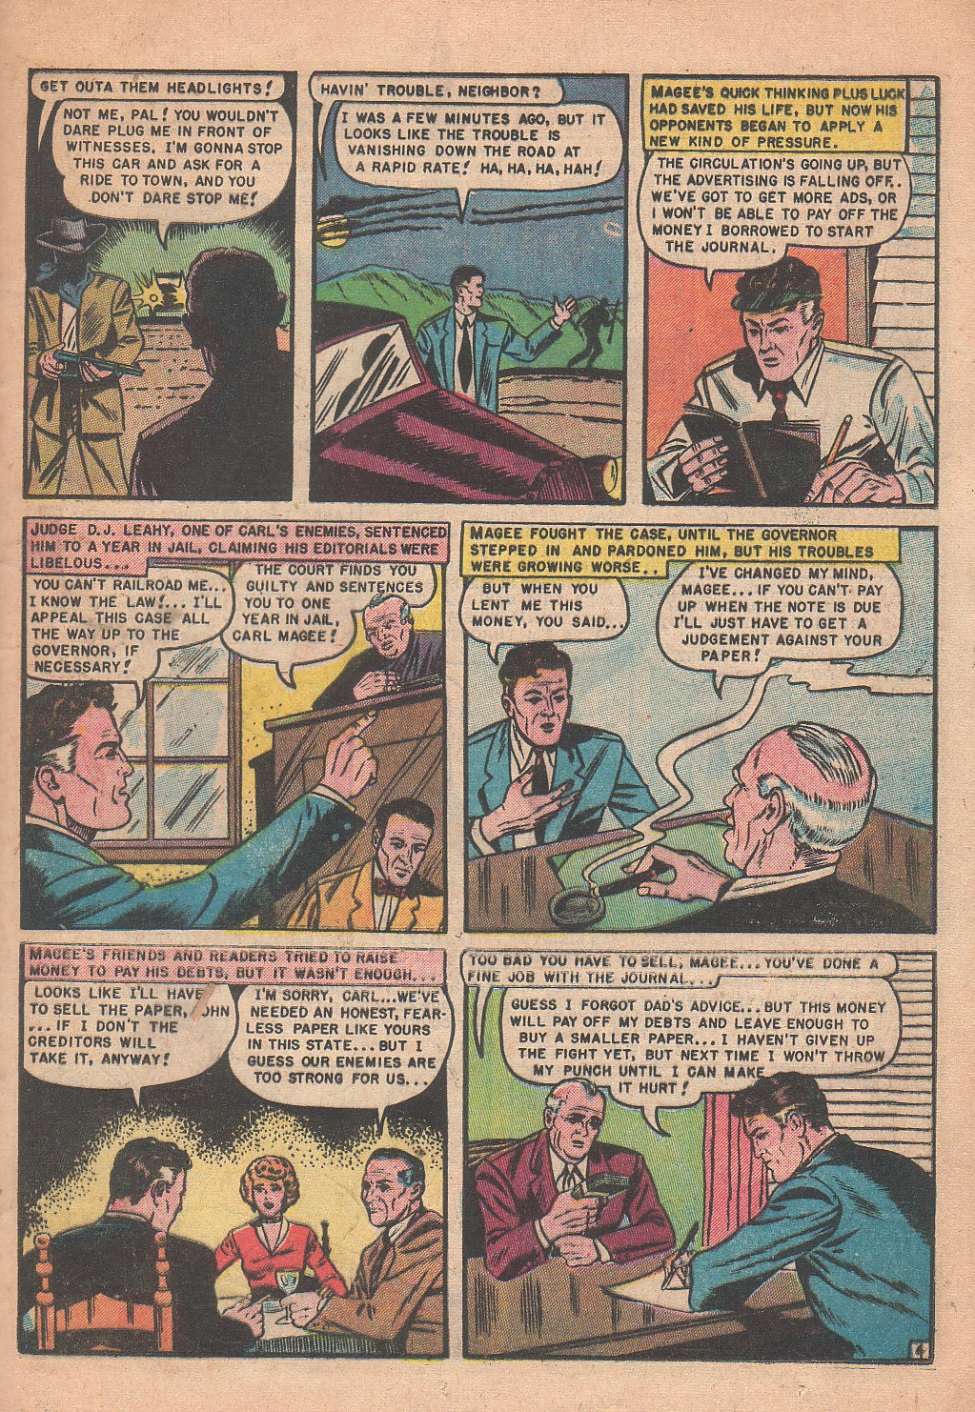 GET OUTA THEM HEADLIGHTS!
NOT ME, PAL! YOU WOULDN'T
DARE PLUG ME IN FRONT OF
WITNESSES. I'M GONNA STOP
THIS CAR AND ASK FOR A
RIDE TO TOWN, AND YOU
DON'T DARE STOP ME!
HAVIN' TROUBLE, NEIGHBOR?
I WAS A FEW MINUTES AGO, BUT IT
LOOKS LIKE THE TROUBLE IS
VANISHING DOWN THE ROAD AT
A RAPID RATE! HA, HA, HA, HAH!
MAGEE'S QUICK THINKING PLUS LUCK
HAD SAVED HIS LIFE, BUT NOW HIS
OPPONENTS BEGAN TO APPLY A
NEW KIND OF PRESSURE.
THE CIRCULATION'S GOING UP, BUT
THE ADVERTISING IS FALLING OFF.
WE'VE GOT TO GET MORE ADS, OR
I WON'T BE ABLE TO PAY OFF THE
MONEY I BORROWED TO START
THE JOURNAL.
JUDGE D.J. LEAHY, ONE OF CARL'S ENEMIES, SENTENCED
HIM TO A YEAR IN JAIL, CLAIMING HIS EDITORIALS WERE
LIBELOUS...
YOU CAN'T RAILROAD ME...
I KNOW THE LAW!... I'LL
APPEAL THIS CASE ALL
THE WAY UP TO THE
GOVERNOR, IF
NECESSARY!
THE COURT FINDS YOU
GUILTY AND SENTENCES
YOU TO ONE
YEAR IN JAIL,
CARL MAGEE!
MAGEE FOUGHT THE CASE, UNTIL THE GOVERNOR
STEPPED IN AND PARDONED HIM, BUT HIS TROUBLES
WERE GROWING WORSE..
BUT WHEN YOU
LENT ME THIS
MONEY, YOU SAID...
I'VE CHANGED MY MIND,
MAGEE... IF YOU CAN'T PAY
UP WHEN THE NOTE IS DUE
I'LL JUST HAVE TO GET A
JUDGEMENT AGAINST YOUR
PAPER!
MAGEE'S FRIENDS AND READERS TRIED TO RAISE
MONEY TO PAY HIS DEBTS, BUT IT WASN'T ENOUGH...
LOOKS LIKE I'LL HAVE
TO SELL THE PAPER, JOHN
...IF I DON'T THE
CREDITORS WILL
TAKE IT, ANYWAY!
I'M SORRY, CARL...WE'VE
NEEDED AN HONEST, FEAR-
LESS PAPER LIKE YOURS
IN THIS STATE...BUT I
GUESS OUR ENEMIES ARE
TOO STRONG FOR US...
TOO BAD YOU HAVE TO SELL, MAGEE...YOU'VE DONE A
FINE JOB WITH THE JOURNAL...
GUESS I FORGOT DAD'S ADVICE...BUT THIS MONEY
WILL PAY OFF MY DEBTS AND LEAVE ENOUGH TO
BUY A SMALLER PAPER...I HAVEN'T GIVEN UP
THE FIGHT YET, BUT NEXT TIME I WON'T THROW
MY PUNCH UNTIL I CAN MAKE
IT HURT!
4